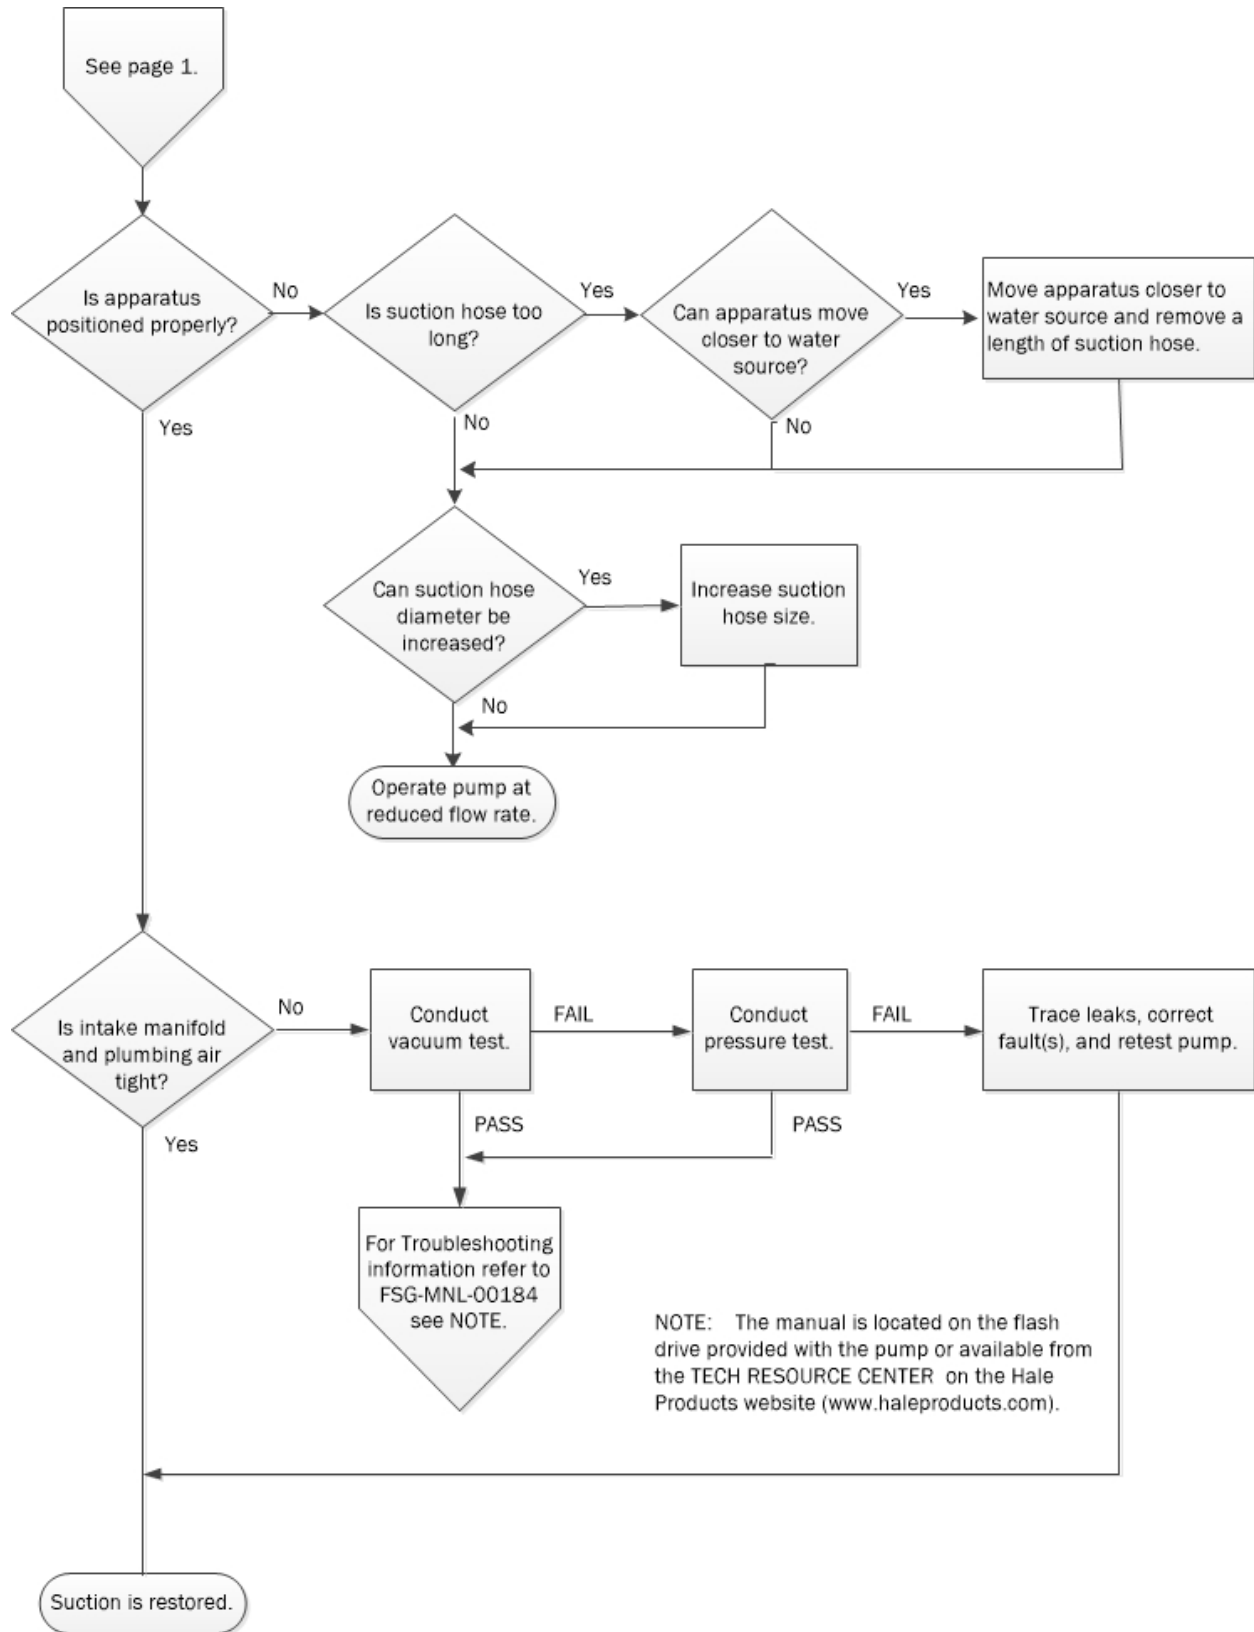 See page 1.
Is apparatus
positioned properly?
No
Is suction hose too
long?
Yes
Can apparatus move
closer to water
source?
Yes
Move apparatus closer to
water source and remove a
length of suction hose.
Yes
No
No
Can suction hose
diameter be
increased?
Yes
Increase suction
hose size.
No
Operate pump at
reduced flow rate.
Is intake manifold
and plumbing air
tight?
No
Conduct
vacuum test.
FAIL
Conduct
pressure test.
FAIL
Trace leaks, correct
fault(s), and retest pump.
Yes
PASS
PASS
For Troubleshooting
information refer to
FSG-MNL-00184
see NOTE.
NOTE: The manual is located on the flash
drive provided with the pump or available from
the TECH RESOURCE CENTER on the Hale
Products website (www.haleproducts.com).
Suction is restored.